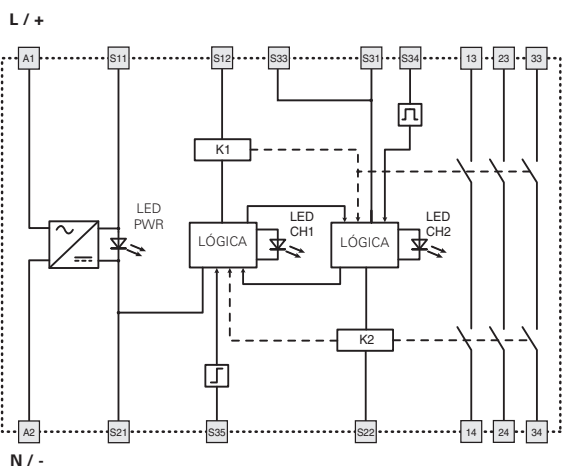 L / +
A1 S11 S12 S33 S31 S34 13 23 33
K1
LED
PWR
LED
CH1
LED
CH2
LÓGICA
LÓGICA
K2
A2 S21 S35 S22 14 24 34
N / -